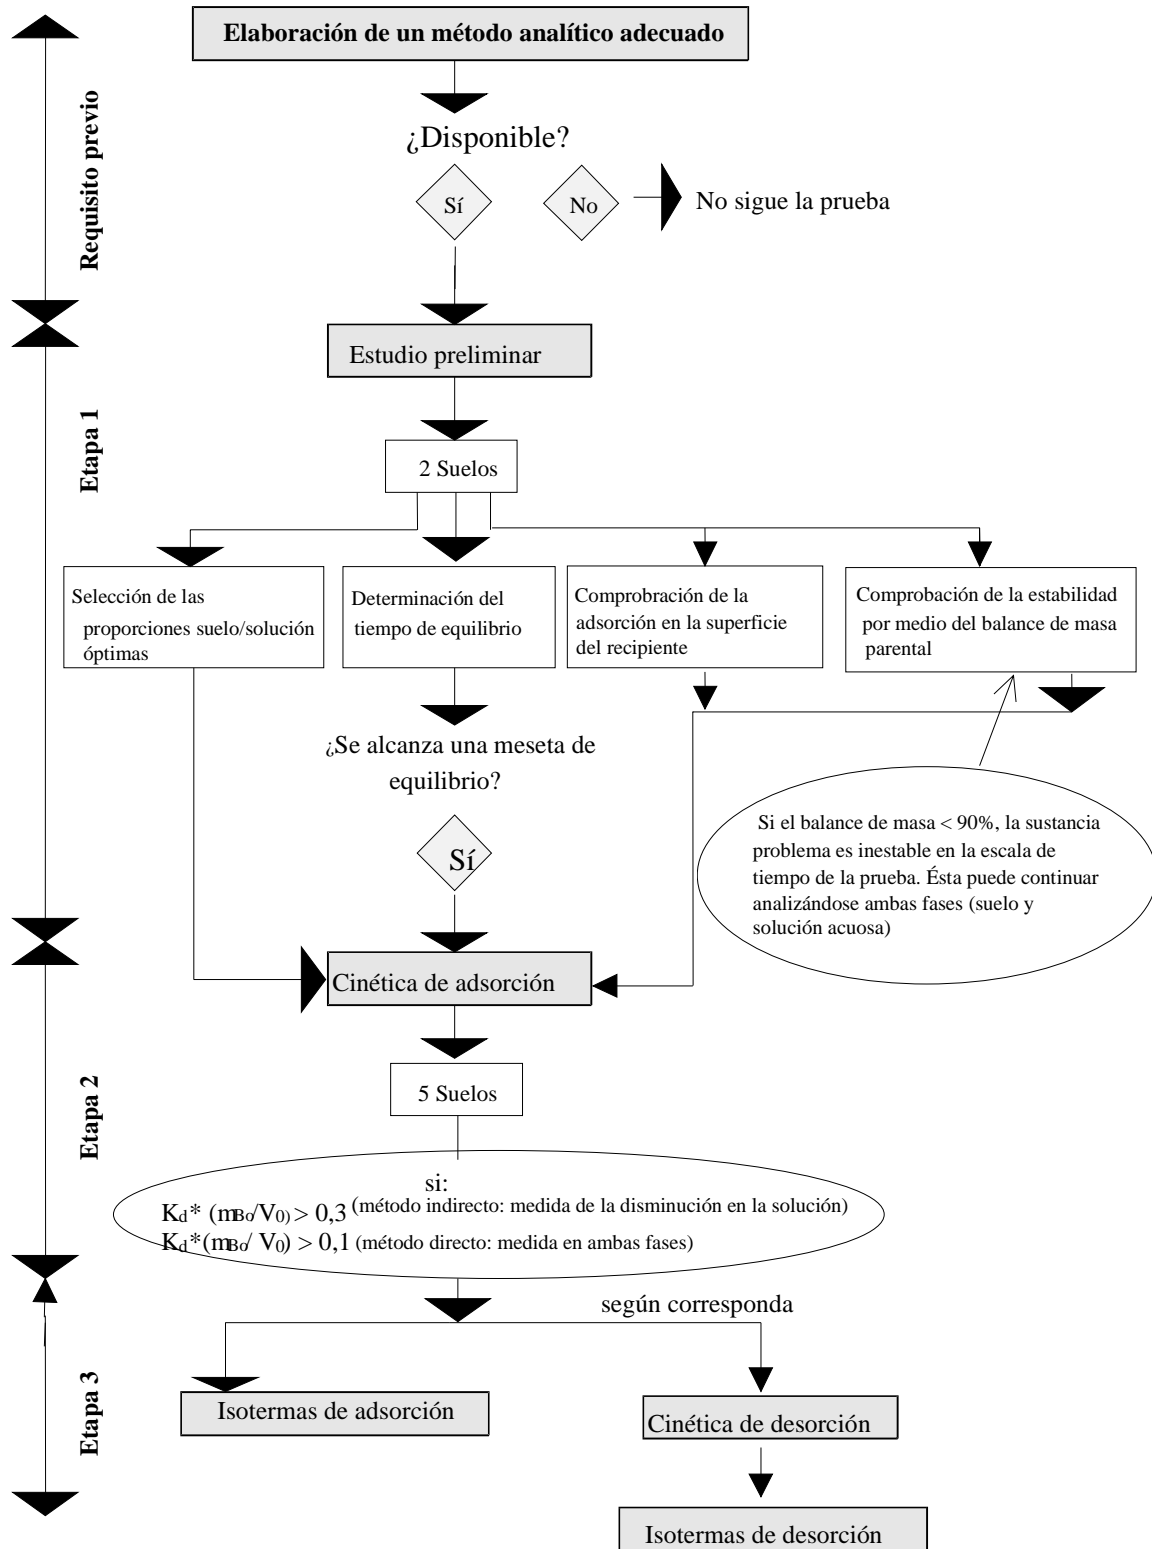 Elaboración de un método analítico adecuado
Requisito previo
¿Disponible?
Sí
No
No sigue la prueba
Estudio preliminar
Etapa 1
2 Suelos
Selección de las
proporciones suelo/solución
óptimas
Determinación del
tiempo de equilibrio
Comprobración de la
adsorción en la superficie
del recipiente
Comprobación de la estabilidad
por medio del balance de masa
parental
¿Se alcanza una meseta de
equilibrio?
Sí
Si el balance de masa < 90%, la sustancia
problema es inestable en la escala de
tiempo de la prueba. Ésta puede continuar
analizándose ambas fases (suelo y
solución acuosa)
Cinética de adsorción
Etapa 2
5 Suelos
si:
Kd* (mBo/V0) > 0,3 (método indirecto: medida de la disminución en la solución)
Kd*(mBo/ V0) > 0,1 (método directo: medida en ambas fases)
según corresponda
Etapa 3
Isotermas de adsorción
Cinética de desorción
Isotermas de desorción